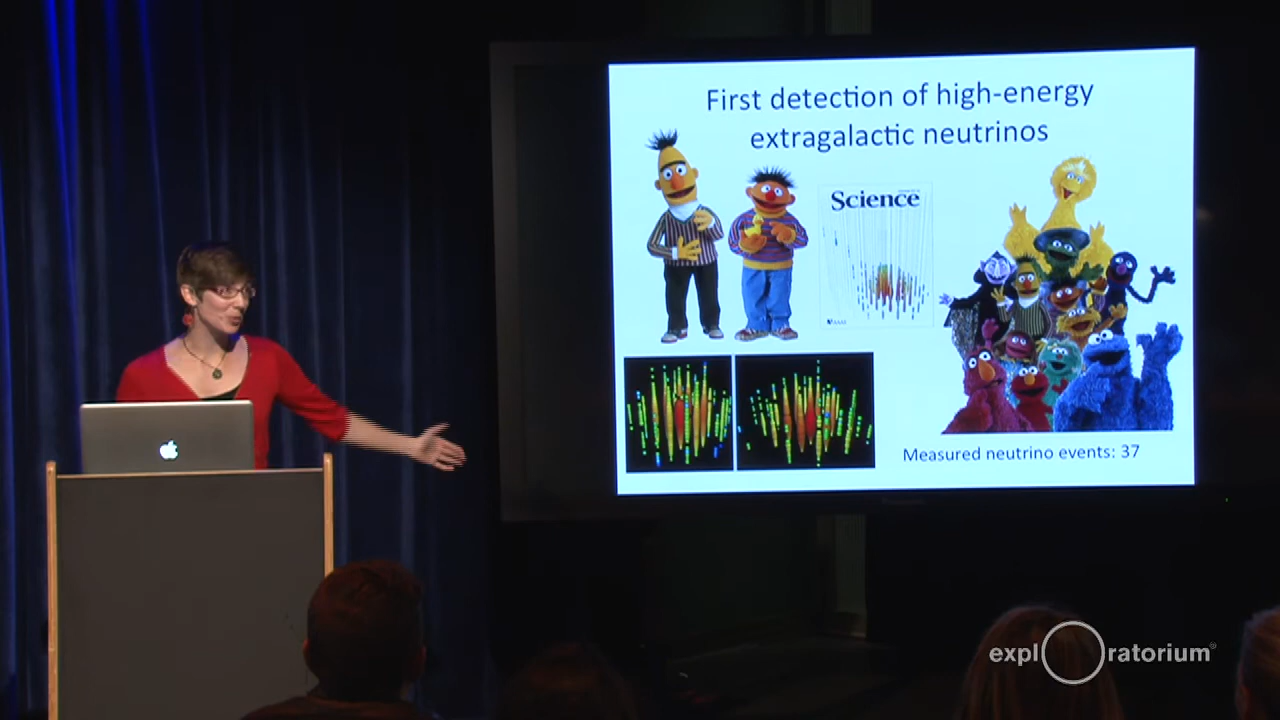 First detection of high-energy
extragalactic neutrinos
Science
Measured neutrino events: 37
expl ratorium